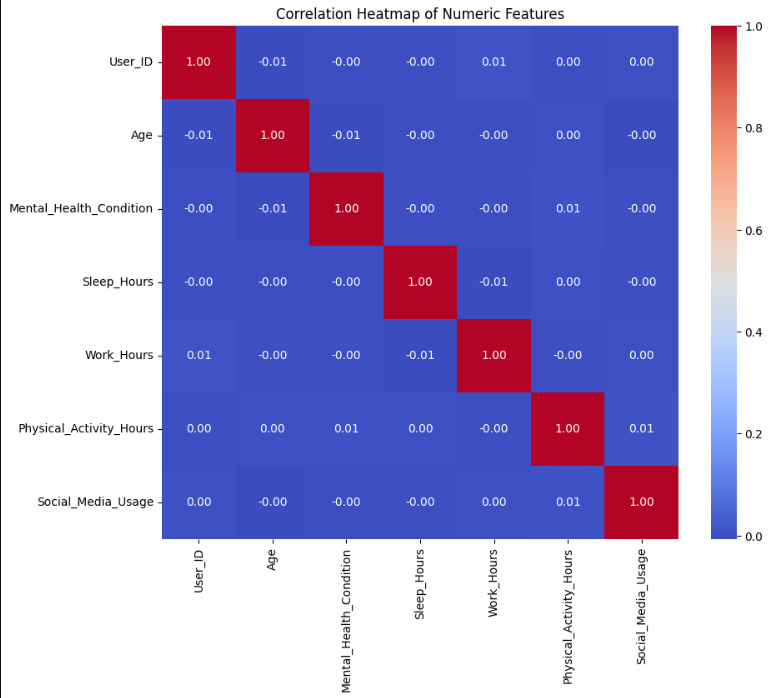 Correlation Heatmap of Numeric Features
User_ID 1.00 -0.01 -0.00 -0.00 0.01 0.00 0.00
Age -0.01 1.00 -0.01 -0.00 -0.00 0.00 -0.00
Mental_Health_Condition -0.00 -0.01 1.00 -0.00 -0.00 0.01 -0.00
Sleep_Hours -0.00 -0.00 -0.00 1.00 -0.01 0.00 -0.00
Work_Hours 0.01 -0.00 -0.00 -0.01 1.00 -0.00 0.00
Physical_Activity_Hours 0.00 0.00 0.01 0.00 -0.00 1.00 0.01
Social_Media_Usage 0.00 -0.00 -0.00 -0.00 0.00 0.01 1.00
User_ID
Age
Mental_Health_Condition
Sleep_Hours
Work_Hours
Physical_Activity_Hours
Social_Media_Usage
1.0
0.8
0.6
0.4
0.2
0.0